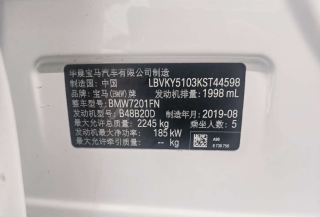 华晨宝马汽车有限公司制造
制造国：中国 LBVKY5103KST44598
品牌：宝马(BMW)牌 发动机排量：1998 mL
整车型号：BMW7201FN
发动机型号：B48B20D 制造年月：2019-08
最大允许总质量：2245 kg 乘坐人数：5
发动机最大净功率：185 kW
最大允许牵引质量：-- kg